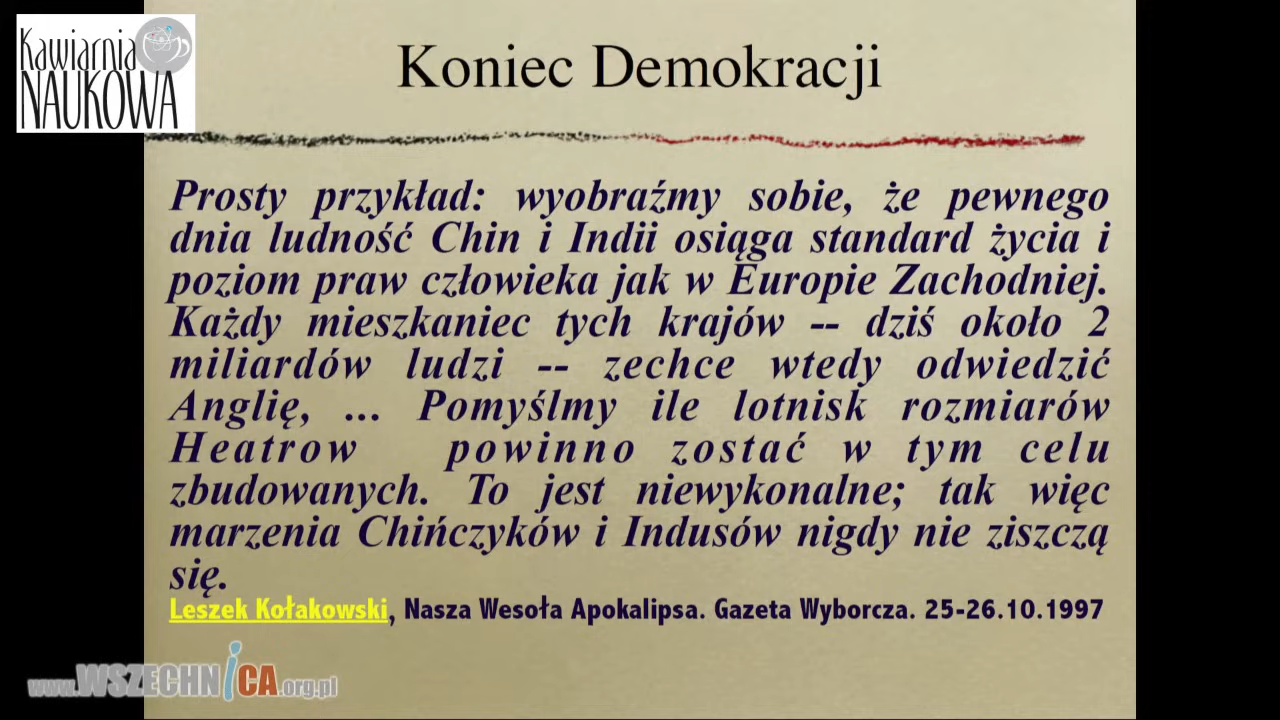 Kawiarnia
NAUKOWA
Koniec Demokracji
Prosty przykład: wyobraźmy sobie, że pewnego
dnia ludność Chin i Indii osiąga standard życia i
poziom praw człowieka jak w Europie Zachodniej.
Każdy mieszkaniec tych krajów -- dziś około 2
miliardów ludzi -- zechce wtedy odwiedzić
Anglię, ... Pomyślmy ile lotnisk rozmiarów
Heatrow powinno zostać w tym celu
zbudowanych. To jest niewykonalne; tak więc
marzenia Chińczyków i Indusów nigdy nie ziszczą
się.
Leszek Kołakowski, Nasza Wesoła Apokalipsa. Gazeta Wyborcza. 25-26.10.1997
www.WSZECHNICA.org.pl